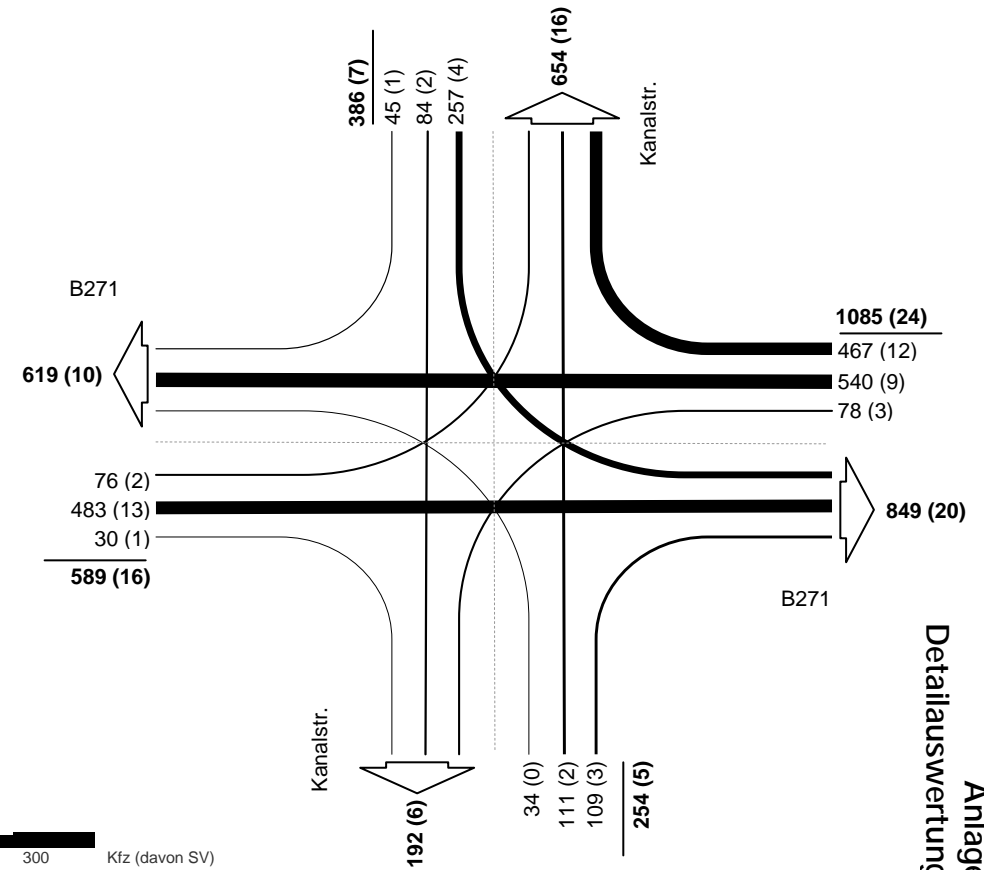 386 (7)
45 (1)
84 (2)
257 (4)
654 (16)
Kanalstr.
B271
619 (10)
1085 (24)
467 (12)
540 (9)
78 (3)
76 (2)
483 (13)
30 (1)
589 (16)
849 (20)
B271
Kanalstr.
192 (6)
34 (0)
111 (2)
109 (3)
254 (5)
Anlage
Detailauswertung
300 Kfz (davon SV)